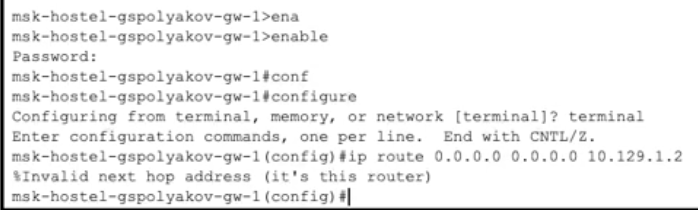 msk-hostel-gspolyakov-gw-1>ena
msk-hostel-gspolyakov-gw-1>enable
Password:
msk-hostel-gspolyakov-gw-1#conf
msk-hostel-gspolyakov-gw-1#configure
Configuring from terminal, memory, or network [terminal]? terminal
Enter configuration commands, one per line.  End with CNTL/Z.
msk-hostel-gspolyakov-gw-1(config)#ip route 0.0.0.0 0.0.0.0 10.129.1.2
%Invalid next hop address (it's this router)
msk-hostel-gspolyakov-gw-1(config)#